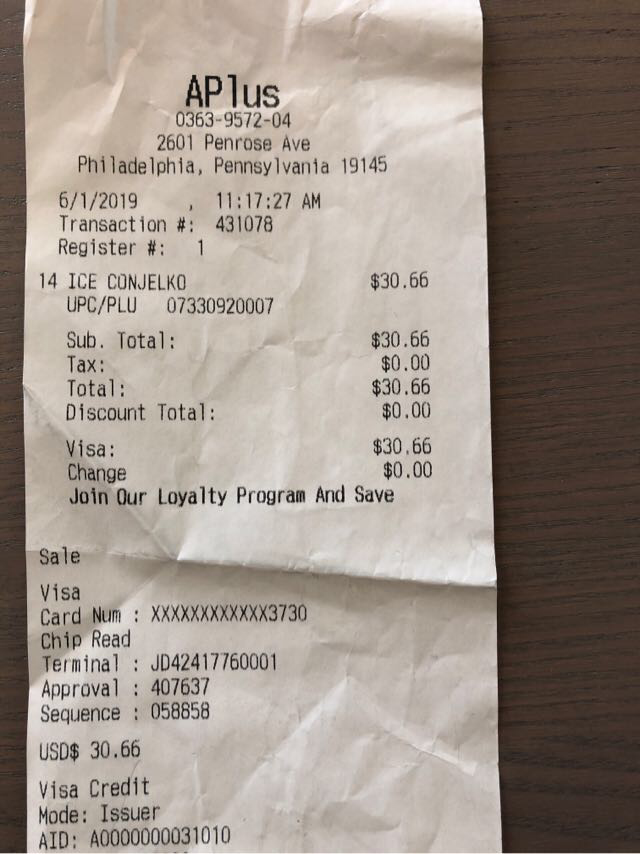 APlus
0363-9572-04
2601 Penrose Ave
Philadelphia, Pennsylvania 19145
6/1/2019 , 11:17:27 AM
Transaction #: 431078
Register #: 1
14 ICE CONJELKO $30.66
UPC/PLU 07330920007
Sub. Total: $30.66
Tax: $0.00
Total: $30.66
Discount Total: $0.00
Visa: $30.66
Change $0.00
Join Our Loyalty Program And Save
Sale
Visa
Card Num : XXXXXXXXXXXX3730
Chip Read
Terminal : JD42417760001
Approval : 407637
Sequence : 058858
USD$ 30.66
Visa Credit
Mode: Issuer
AID: A0000000031010